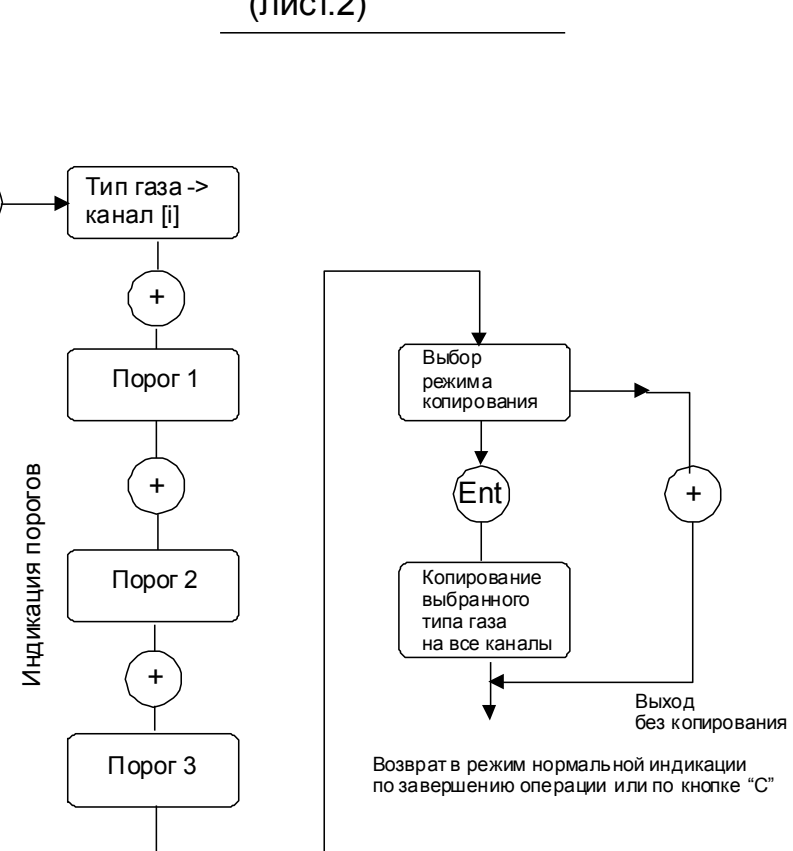 (лист.2)
Тип газа ->
канал [i]
+
Порог 1
+
Порог 2
+
Порог 3
Индикация порогов
Выбор
режима
копирования
Ent
+
Копирование
выбранного
типа газа
на все каналы
Выход
без копирования
Возврат в режим нормальной индикации
по завершению операции или по кнопке “С”